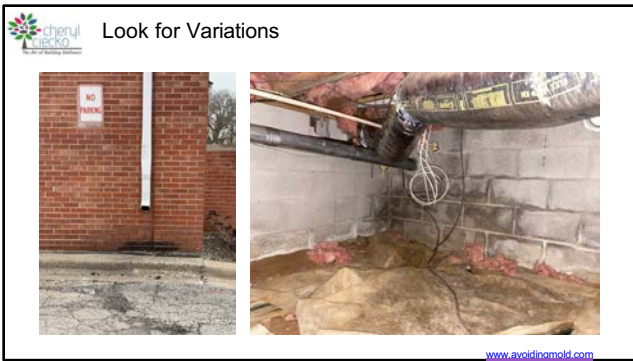 cheryl
ciecko
The Art of Building Wellness
Look for Variations
NO
PARKING
www.avoidingmold.com